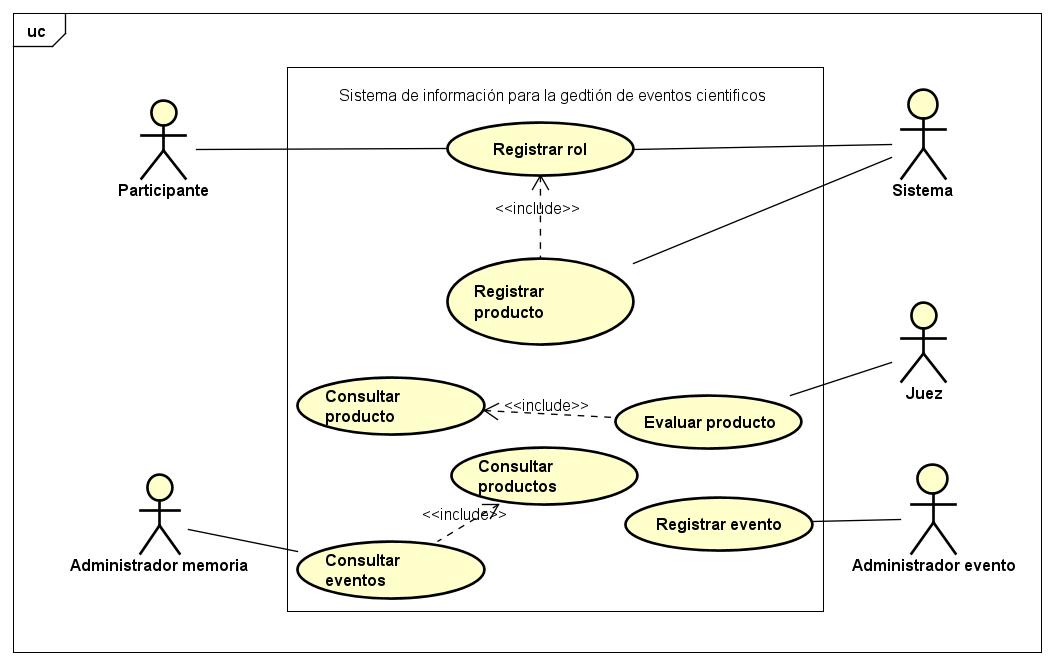 uc
Sistema de información para la gedtión de eventos cientificos
Registrar rol
Participante
Sistema
<<include>>
Registrar
producto
Juez
Consultar
producto
<<include>>
Evaluar producto
Consultar
productos
<<include>>
Registrar evento
Administrador memoria
Consultar
eventos
Administrador evento